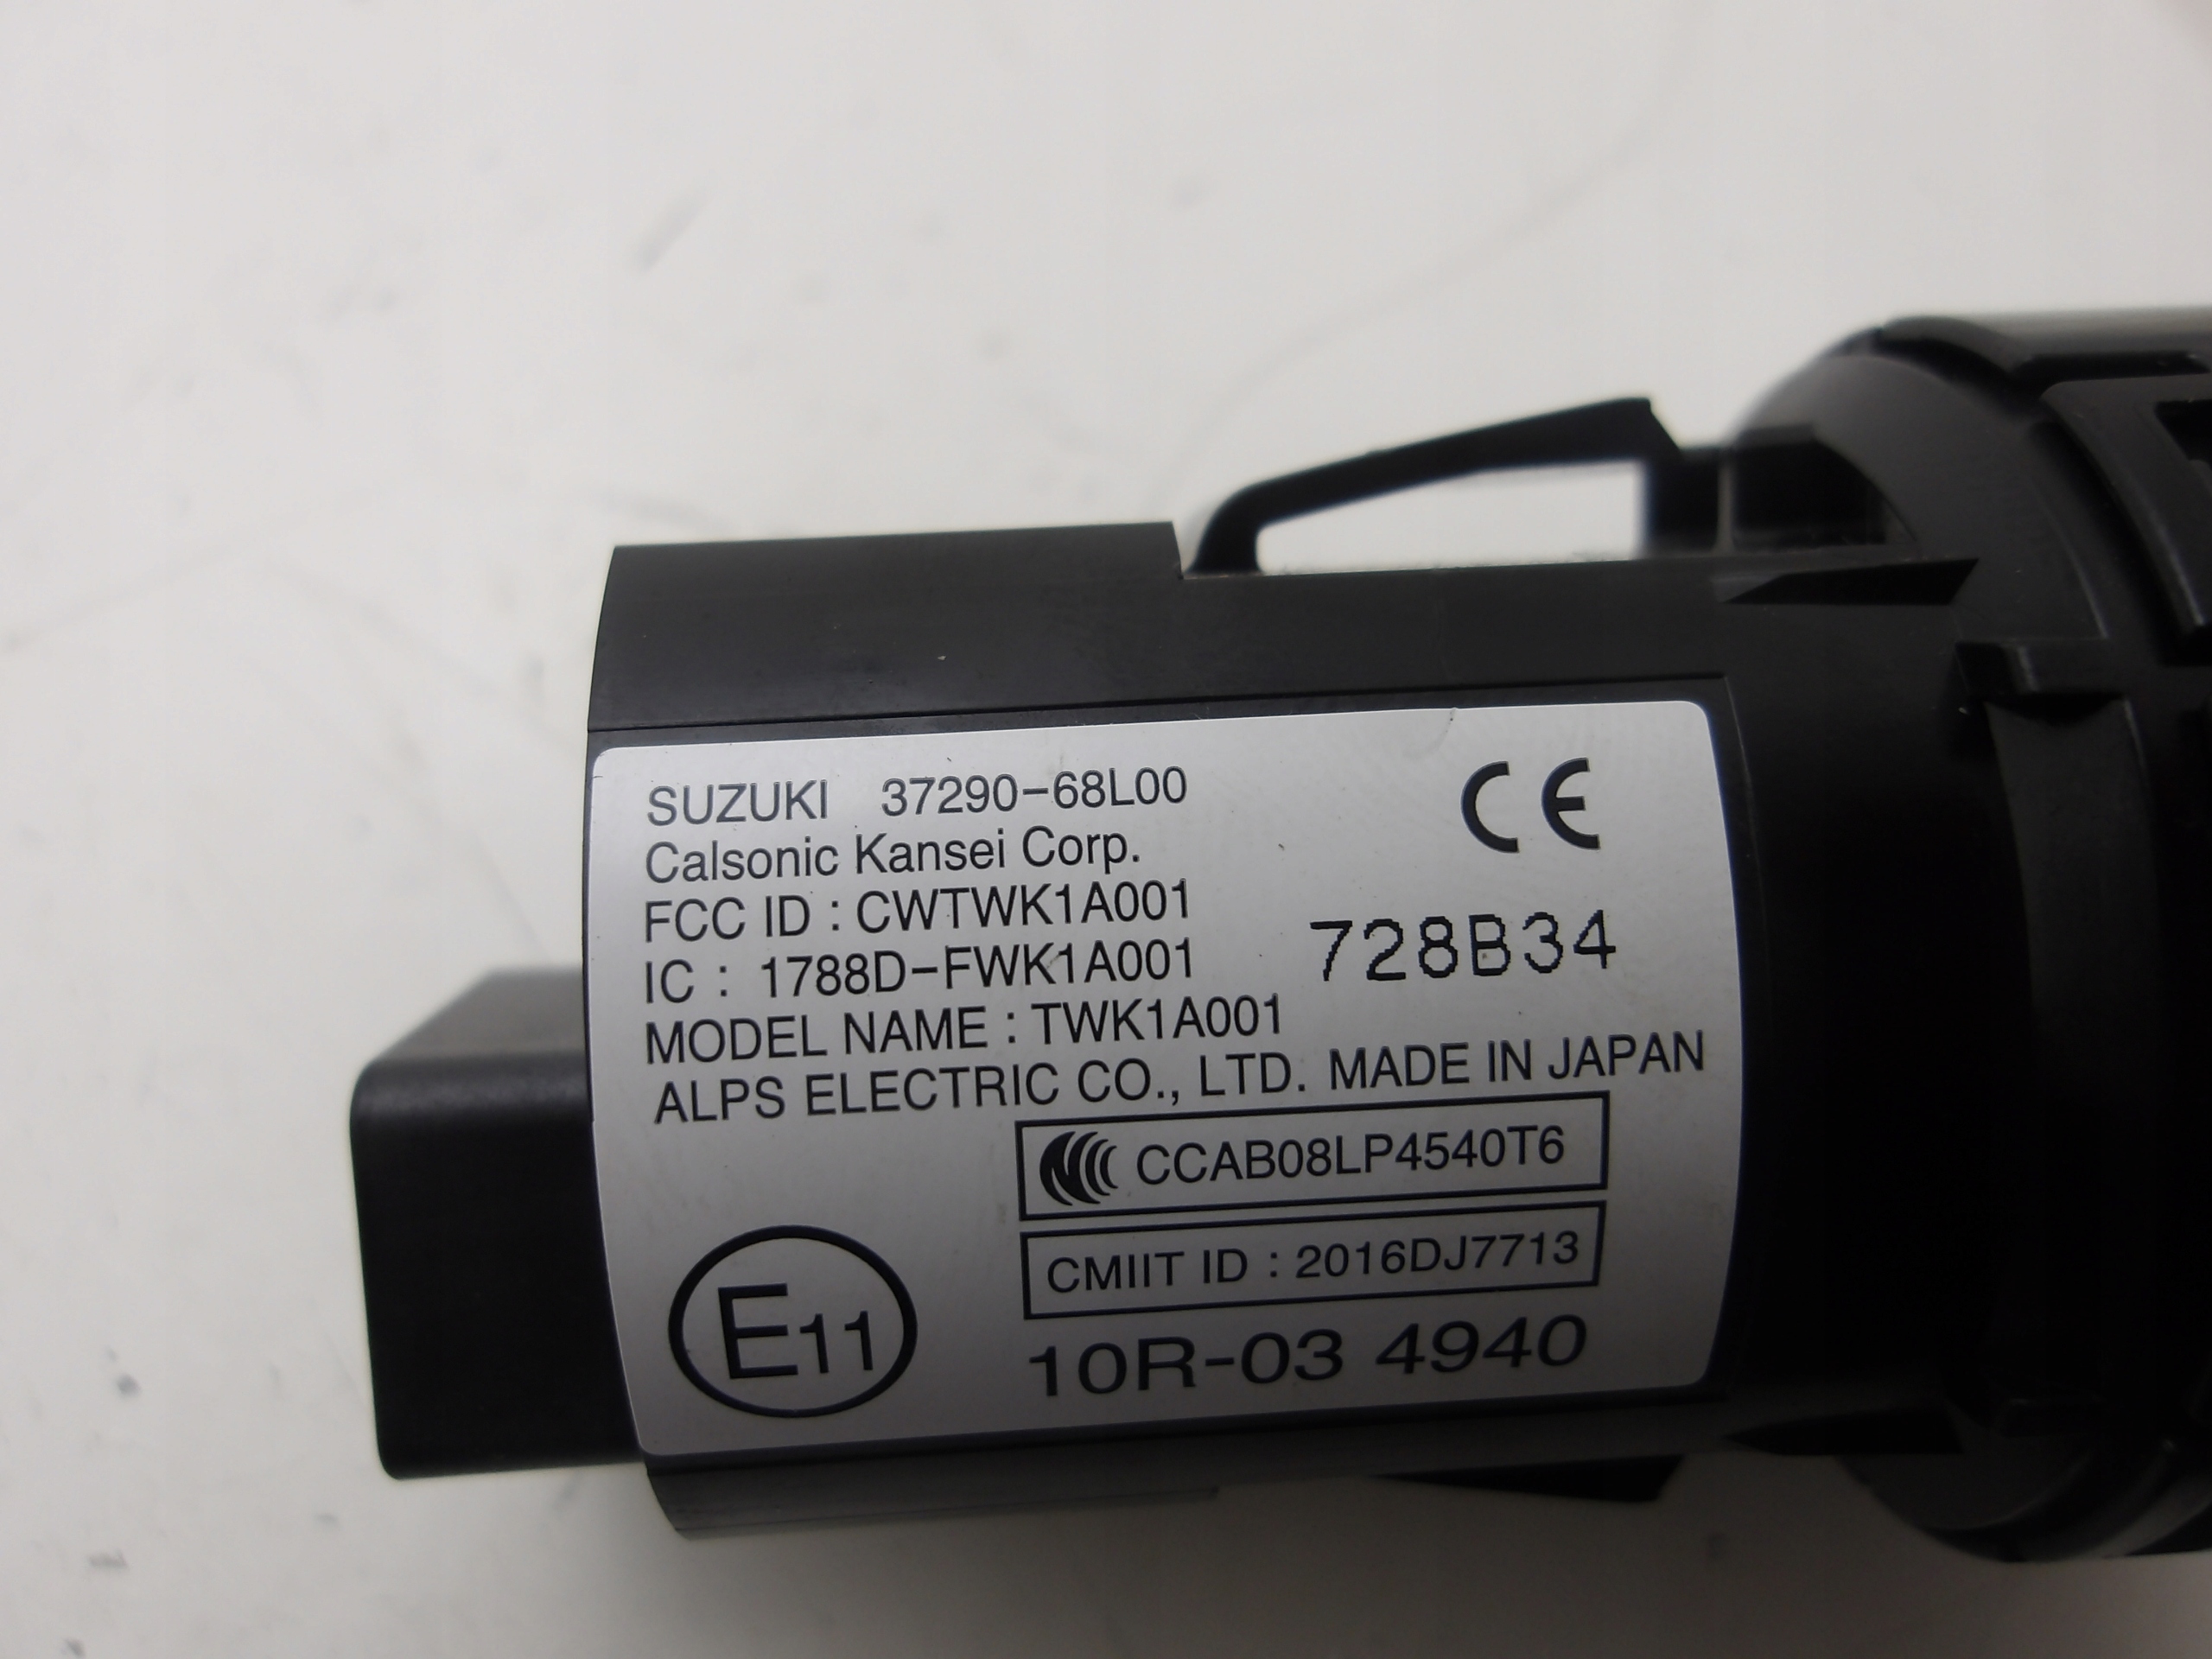 SUZUKI 37290-68L00
CE
Calsonic Kansei Corp.
FCC ID : CWTWK1A001
728B34
IC : 1788D-FWK1A001
MODEL NAME : TWK1A001
ALPS ELECTRIC CO., LTD. MADE IN JAPAN
CCAB08LP4540T6
CMIIT ID : 2016DJ7713
E11
10R-03 4940